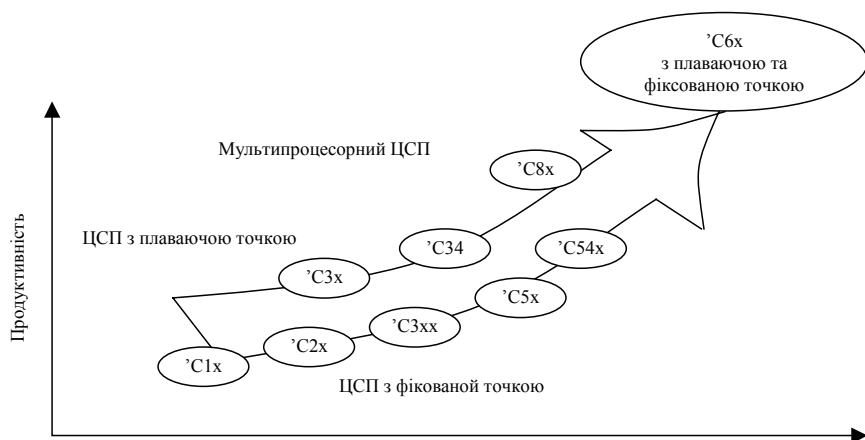 ’C6x
з плаваючою та
фіксованою точкою
Мультипроцесорний ЦСП
’C8x
ЦСП з плаваючою точкою
’C34
’C54x
’C3x
’C5x
’C3xx
’C2x
’C1x
ЦСП з фікованой точкою
Продуктивність